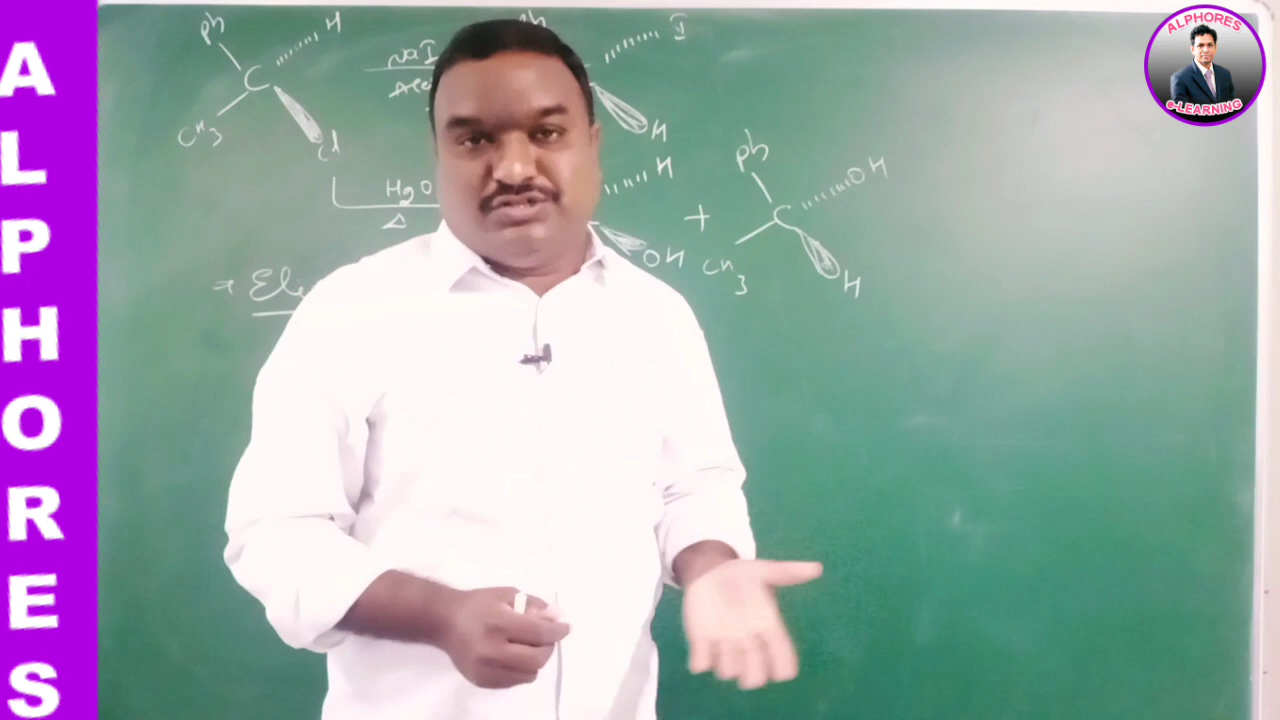 ALPHORES
ALPHORES
e-LEARNING
Ph
H
C
CH3
Cl
NaI
Ph
I
H
H2O
Δ
H
OH
+
Ph
C
OH
CH3
H